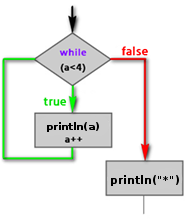 while
(a<4)
false
true
println(a)
a++
println("*")